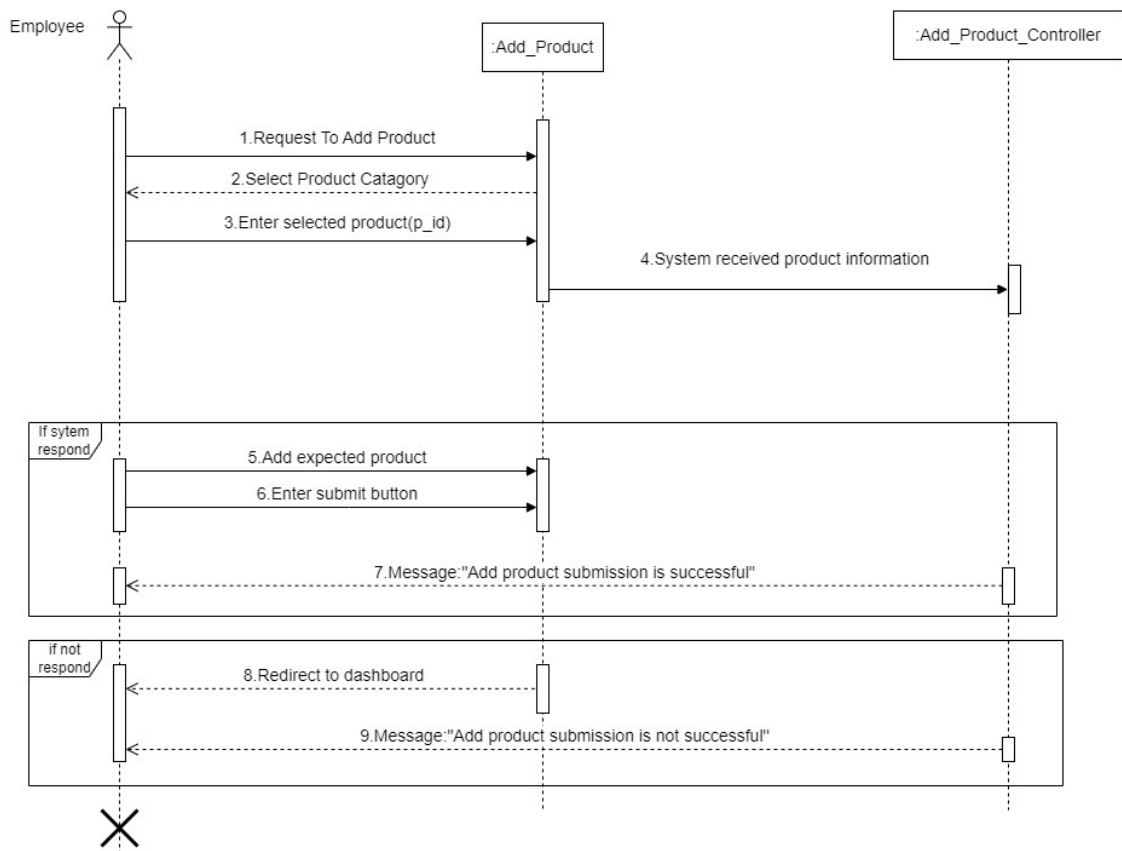 Employee
:Add_Product
:Add_Product_Controller
1.Request To Add Product
2.Select Product Catagory
3.Enter selected product(p_id)
4.System received product information
If sytem
respond
5.Add expected product
6.Enter submit button
7.Message:"Add product submission is successful"
if not
respond
8.Redirect to dashboard
9.Message:"Add product submission is not successful"